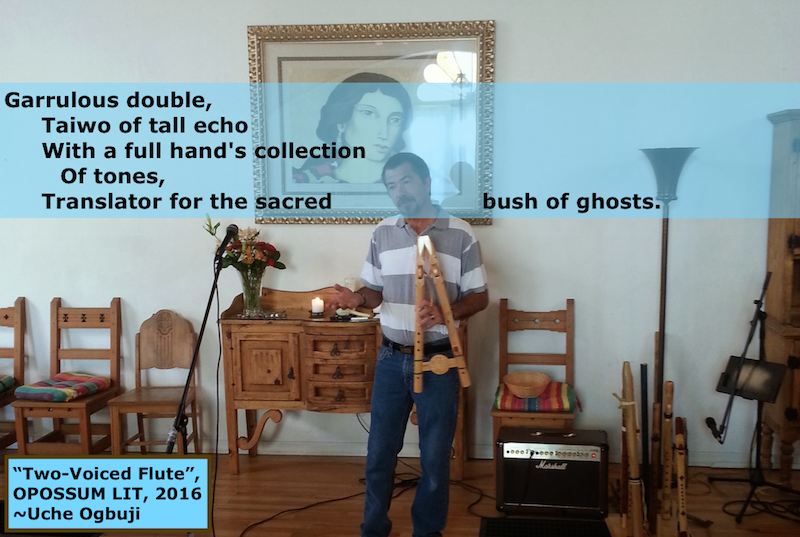 Garrulous double,
Taiwo of tall echo
With a full hand's collection
Of tones,
Translator for the sacred bush of ghosts.
Marshall
“Two-Voiced Flute”,
OPOSSUM LIT, 2016
~Uche Ogbuji